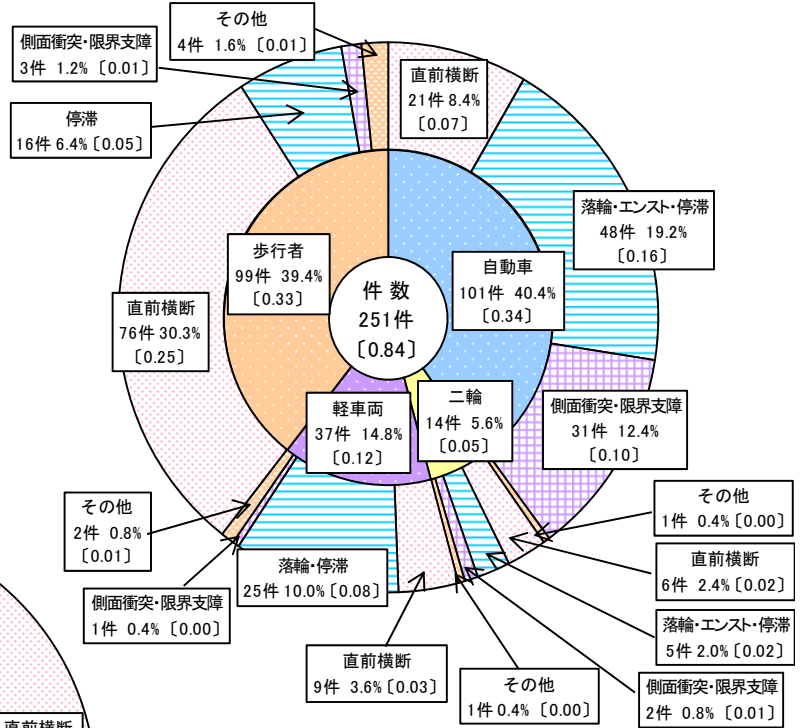 その他
4件 1.6% 〔0.01〕
側面衝突・限界支障
3件 1.2% 〔0.01〕
停滞
16件 6.4%〔0.05〕
直前横断
21件 8.4%
〔0.07〕
落輪・エンスト・停滞
48件 19.2%
〔0.16〕
歩行者
99件 39.4%
〔0.33〕
自動車
101件 40.4%
〔0.34〕
件 数
251件
〔0.84〕
直前横断
76件 30.3%
〔0.25〕
軽車両
37件 14.8%
〔0.12〕
二輪
14件 5.6%
〔0.05〕
側面衝突・限界支障
31件 12.4%
〔0.10〕
その他
2件 0.8%
〔0.01〕
側面衝突・限界支障
1件 0.4% 〔0.00〕
落輪・停滞
25件 10.0%〔0.08〕
直前横断
9件 3.6%〔0.03〕
その他
1件 0.4%〔0.00〕
その他
1件 0.4%〔0.00〕
直前横断
6件 2.4%〔0.02〕
落輪・エンスト・停滞
5件 2.0%〔0.02〕
側面衝突・限界支障
2件 0.8%〔0.01〕
直前横断